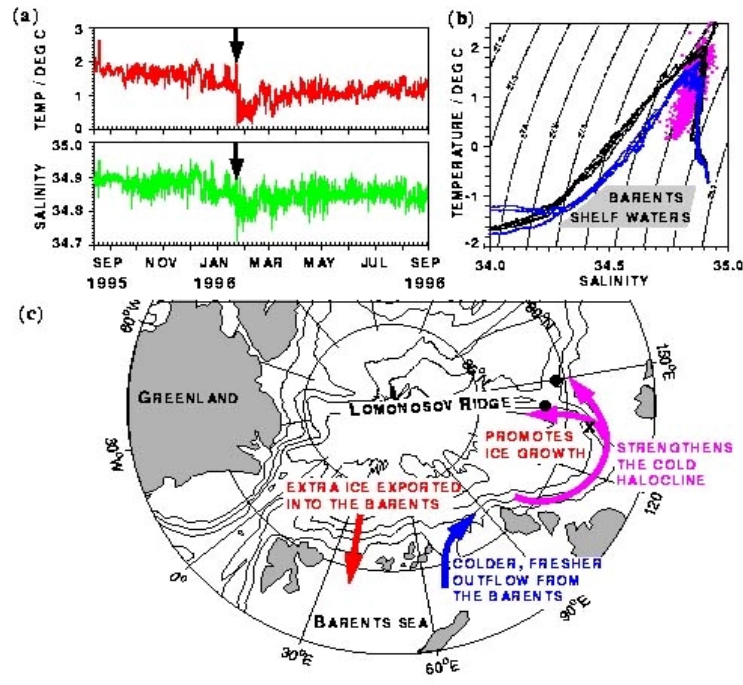 (a)
3
2
1
0
TEMP / DEG C
35.0
34.9
34.8
34.7
SALINITY
SEP NOV JAN MAR MAY JUL SEP
1995 1996 1996
(b)
2
1
0
-1
-2
TEMPERATURE / DEG C
BARENTS
SHELF WATERS
34.0 34.5 35.0
SALINITY
(c)
60°W
80°N
150°E
GREENLAND
LOMONOSOV RIDGE
30°W
PROMOTES
ICE GROWTH
X
STRENGTHENS
THE COLD
HALOCLINE
EXTRA ICE EXPORTED
INTO THE BARENTS
120
COLDER, FRESHER
OUTFLOW FROM
THE BARENTS
0°
90°E
BARENTS SEA
30°E
60°E